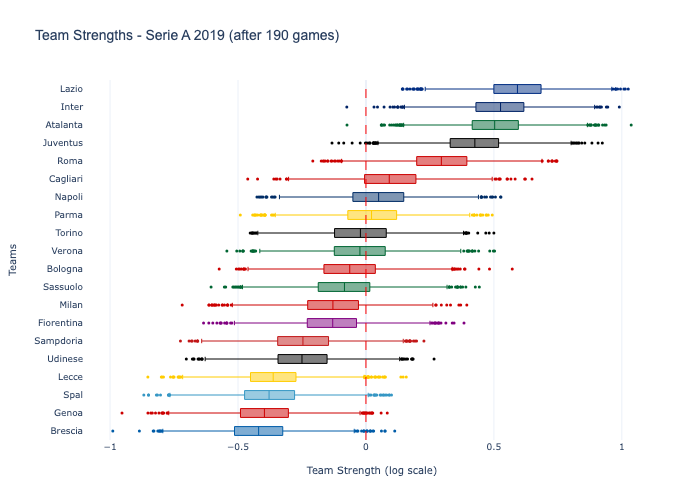 Team Strengths - Serie A 2019 (after 190 games)
Lazio
Inter
Atalanta
Juventus
Roma
Cagliari
Napoli
Parma
Torino
Verona
Bologna
Sassuolo
Milan
Fiorentina
Sampdoria
Udinese
Lecce
Spal
Genoa
Brescia
Teams
−1 −0.5 0 0.5 1
Team Strength (log scale)